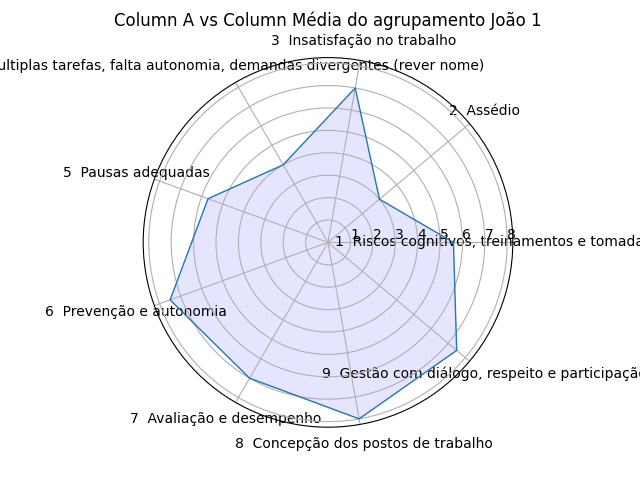 Column A vs Column Média do agrupamento João 1
3 Insatisfação no trabalho
ultiplas tarefas, falta autonomia, demandas divergentes (rever nome)
2 Assédio
5 Pausas adequadas
1 2 3 4 5 6 7 8
1 Riscos cognitivos, treinamentos e tomada
6 Prevenção e autonomia
9 Gestão com diálogo, respeito e participação
7 Avaliação e desempenho
8 Concepção dos postos de trabalho